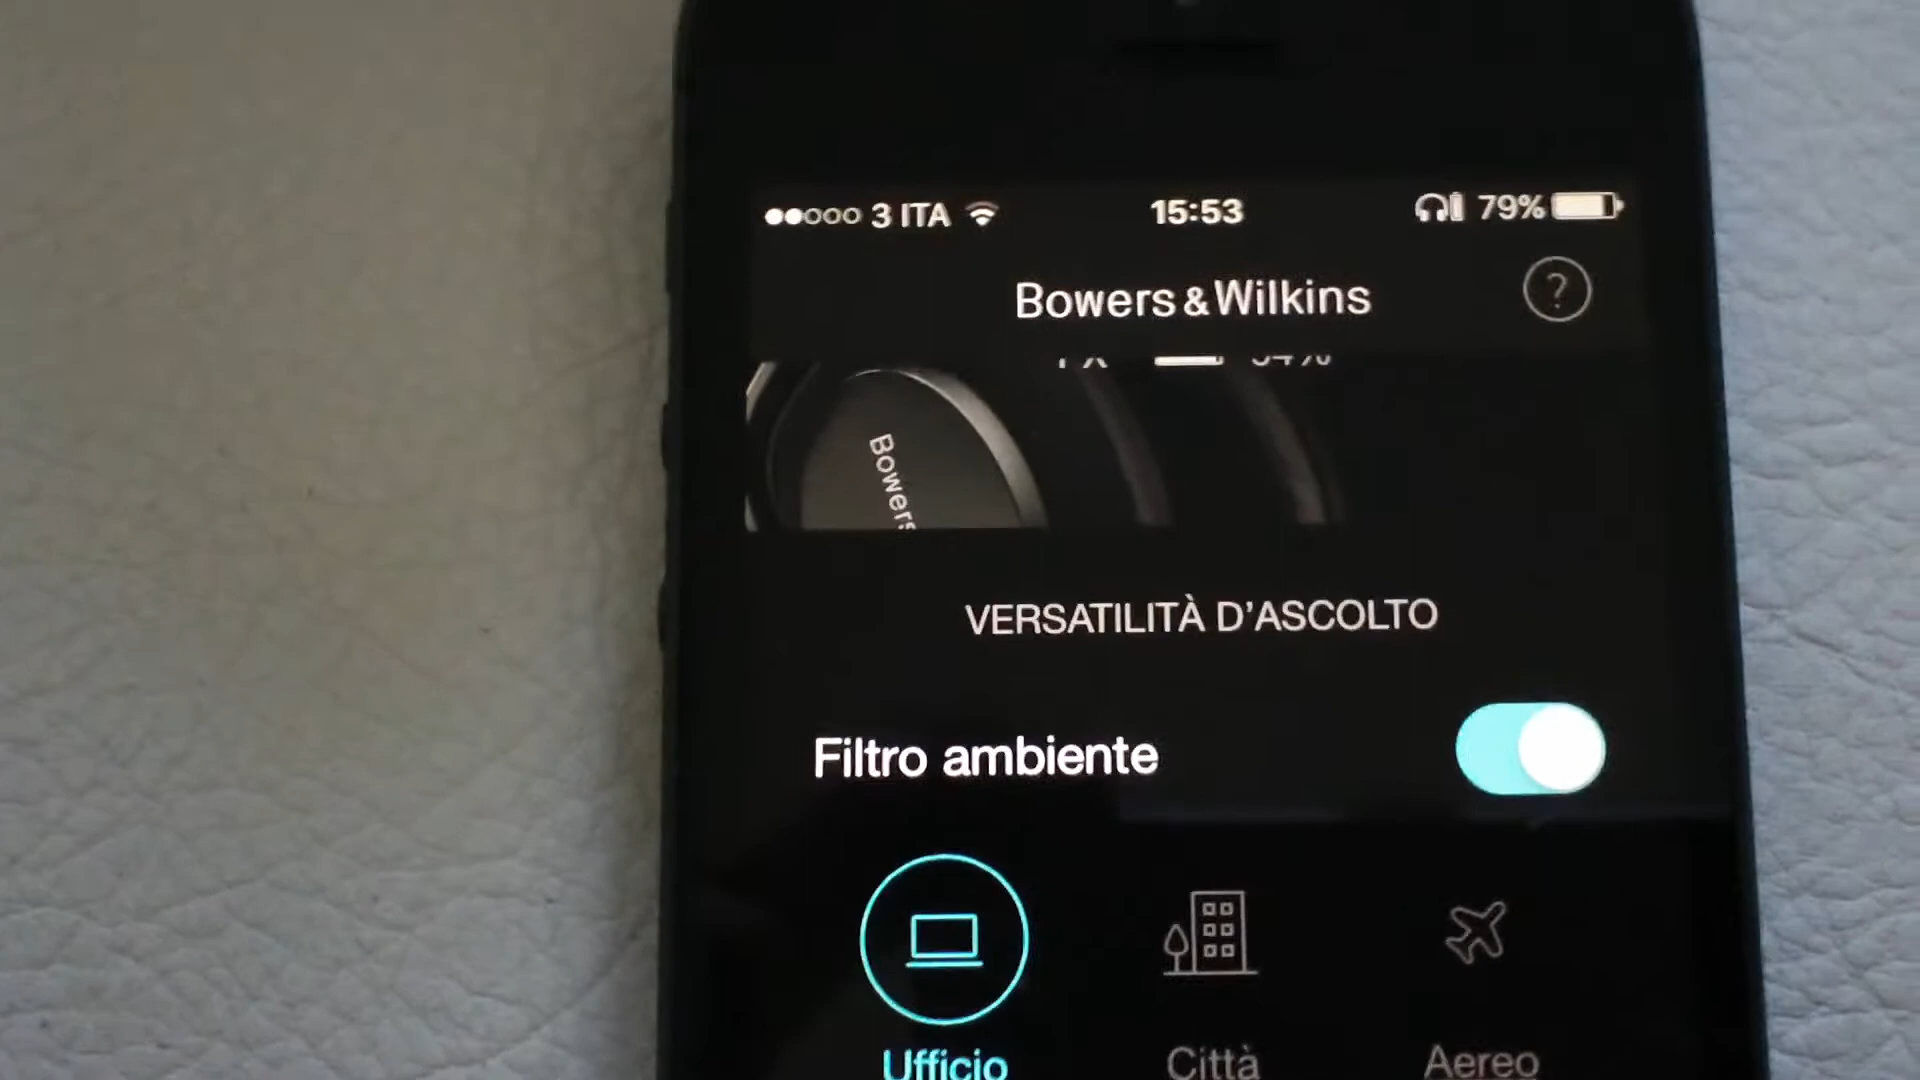 3 ITA 15:53 79%
Bowers & Wilkins
?
Bowers
VERSATILITÀ D'ASCOLTO
Filtro ambiente
Ufficio Città Aereo